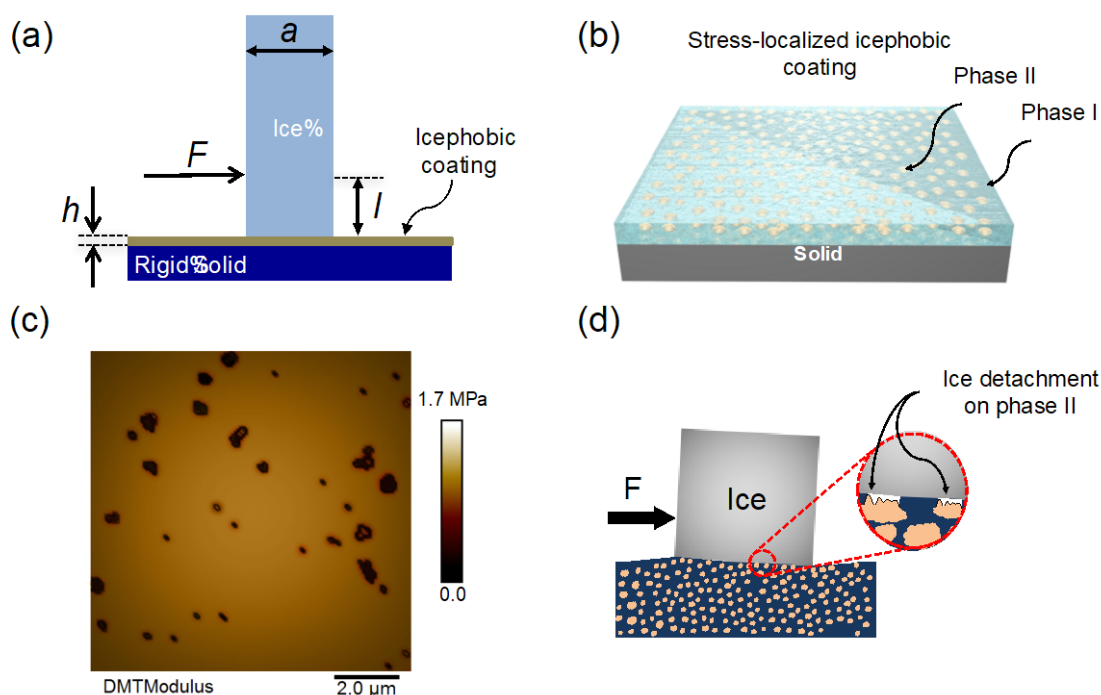 (a)
a
Ice%
F
Icephobic
coating
h
l
Rigid%Solid
(b)
Stress-localized icephobic
coating
Phase II
Phase I
Solid
(c)
1.7 MPa
0.0
DMTModulus
2.0 µm
(d)
Ice detachment
on phase II
F
Ice